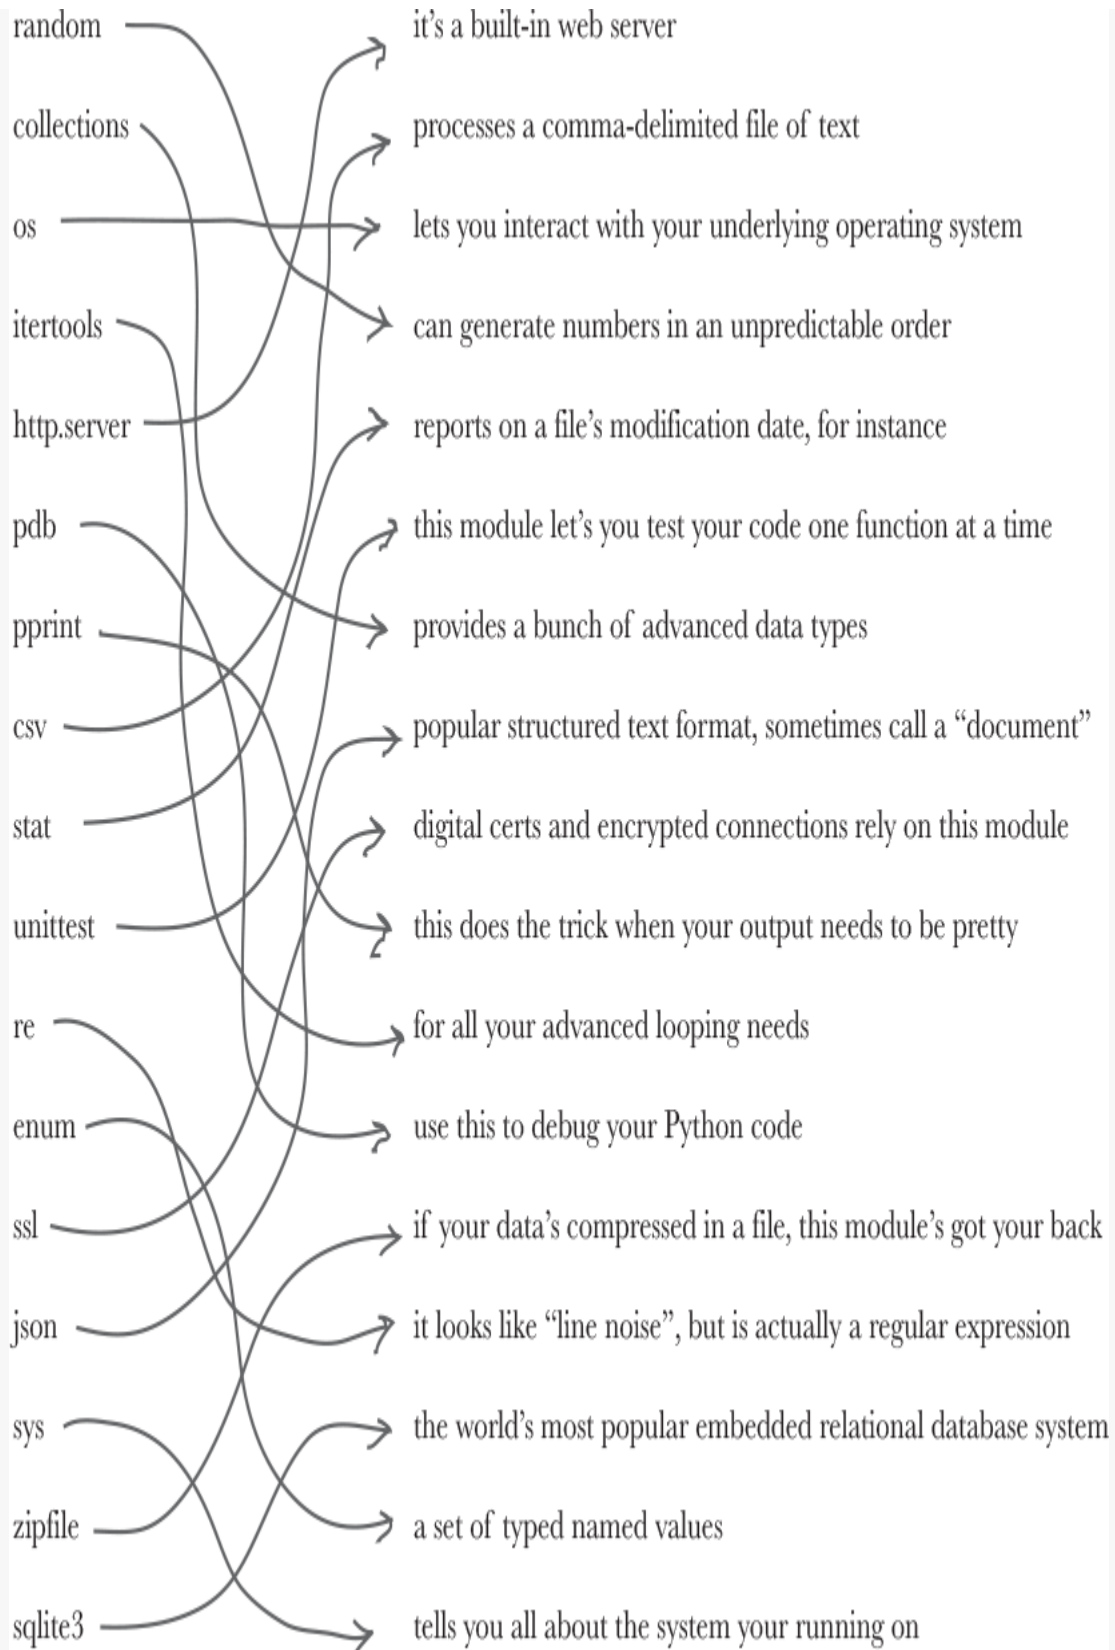 random it’s a built-in web server
collections processes a comma-delimited file of text
os lets you interact with your underlying operating system
itertools can generate numbers in an unpredictable order
http.server reports on a file’s modification date, for instance
pdb this module let’s you test your code one function at a time
pprint provides a bunch of advanced data types
csv popular structured text format, sometimes call a “document”
stat digital certs and encrypted connections rely on this module
unittest this does the trick when your output needs to be pretty
re for all your advanced looping needs
enum use this to debug your Python code
ssl if your data’s compressed in a file, this module’s got your back
json it looks like “line noise”, but is actually a regular expression
sys the world’s most popular embedded relational database system
zipfile a set of typed named values
sqlite3 tells you all about the system your running on